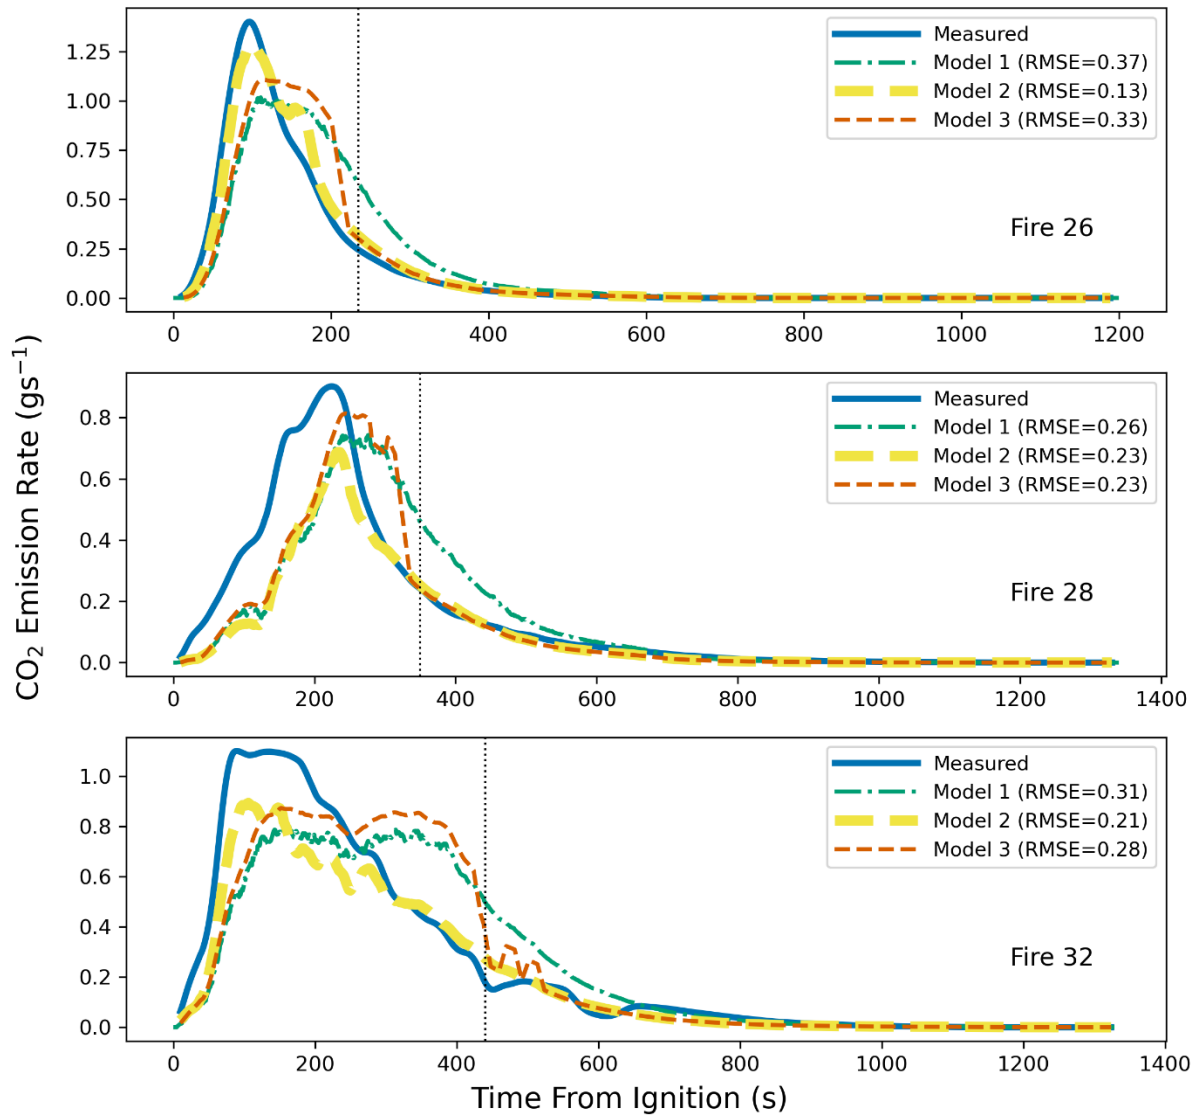 CO₂ Emission Rate (gs⁻¹)
1.25
1.00
0.75
0.50
0.25
0.00
Measured
Model 1 (RMSE=0.37)
Model 2 (RMSE=0.13)
Model 3 (RMSE=0.33)
Fire 26
0 200 400 600 800 1000 1200
0.8
0.6
0.4
0.2
0.0
Measured
Model 1 (RMSE=0.26)
Model 2 (RMSE=0.23)
Model 3 (RMSE=0.23)
Fire 28
0 200 400 600 800 1000 1200 1400
1.0
0.8
0.6
0.4
0.2
0.0
Measured
Model 1 (RMSE=0.31)
Model 2 (RMSE=0.21)
Model 3 (RMSE=0.28)
Fire 32
0 200 400 600 800 1000 1200 1400
Time From Ignition (s)